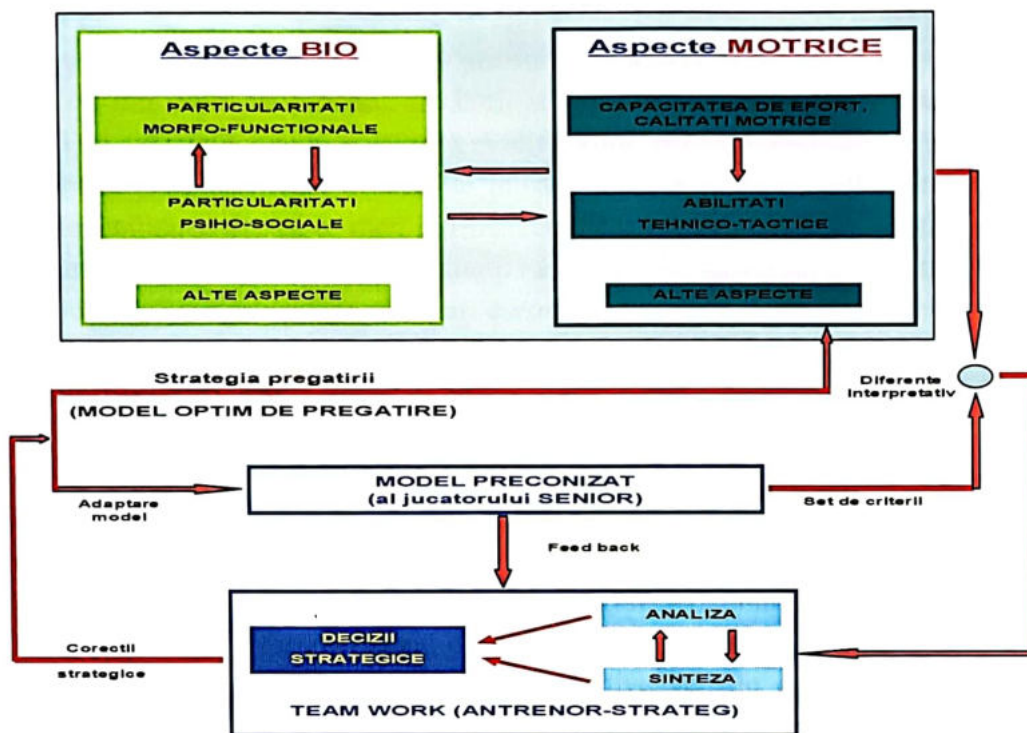 Aspecte BIO
PARTICULARITATI
MORFO-FUNCTIONALE
PARTICULARITATI
PSIHO-SOCIALE
ALTE ASPECTE
Aspecte MOTRICE
CAPACITATEA DE EFORT,
CALITATI MOTRICE
ABILITATI
TEHNICO-TACTICE
ALTE ASPECTE
Strategia pregatirii
(MODEL OPTIM DE PREGATIRE)
Diferente
interpretativ
Adaptare
model
MODEL PRECONIZAT
(al jucatorului SENIOR)
Set de criterii
Feed back
Corectii
strategice
DECIZII
STRATEGICE
ANALIZA
SINTEZA
TEAM WORK (ANTRENOR-STRATEG)